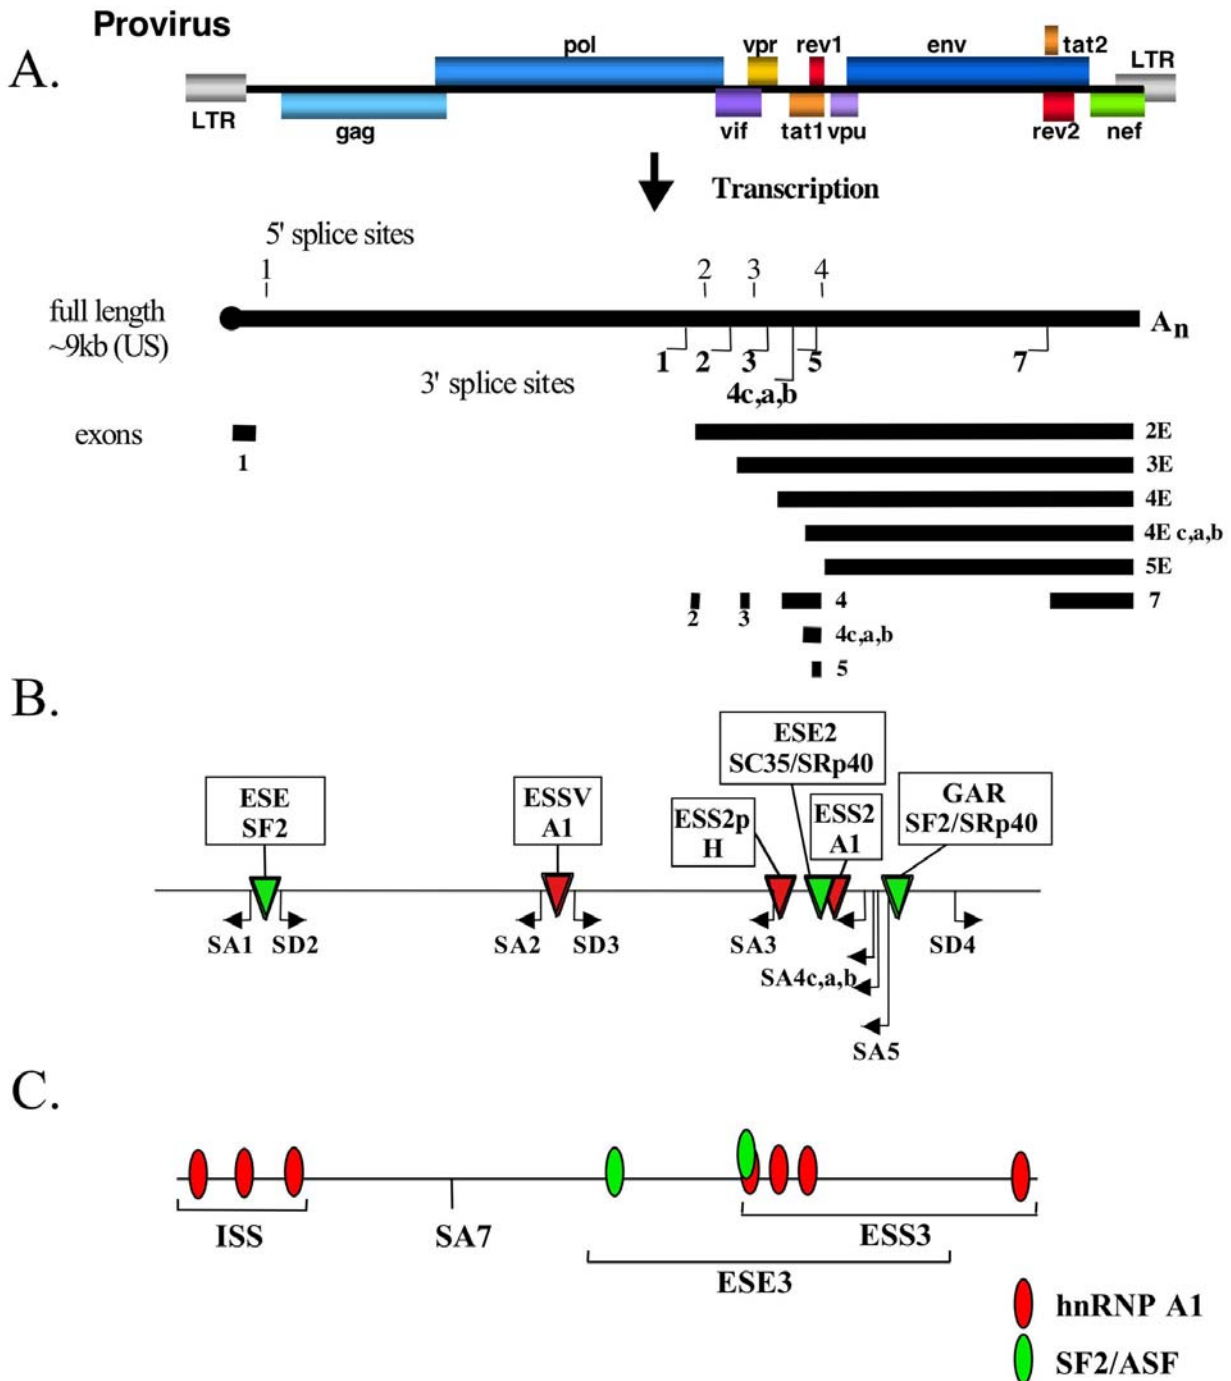 Provirus
A.
pol
vpr
rev1
env
tat2
LTR
LTR
gag
vif
tat1
vpu
rev2
nef
Transcription
5' splice sites
1
2
3
4
full length
~9kb (US)
An
1
2
3
5
7
4c,a,b
3' splice sites
exons
1
2E
3E
4E
4E c,a,b
5E
2
3
4
7
4c,a,b
5
B.
ESE
SF2
ESSV
A1
ESS2p
H
ESE2
SC35/SRp40
ESS2
A1
GAR
SF2/SRp40
SA1
SD2
SA2
SD3
SA3
SD4
SA4c,a,b
SA5
C.
ISS
SA7
ESS3
ESE3
hnRNP A1
SF2/ASF